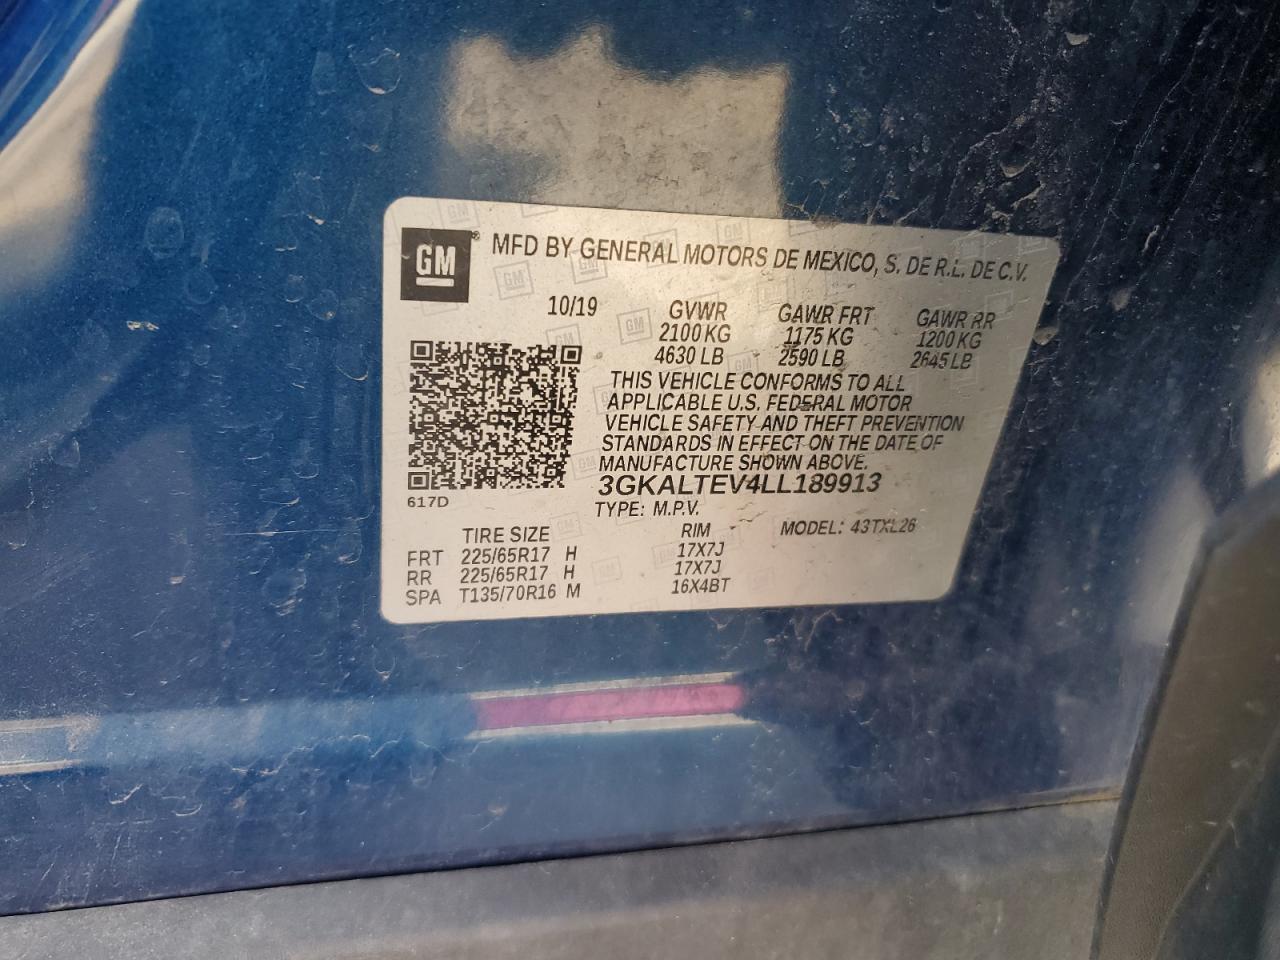 GM
MFD BY GENERAL MOTORS DE MEXICO, S. DE R.L. DE C.V.
10/19 GVWR GAWR FRT GAWR RR
2100 KG 1175 KG 1200 KG
4630 LB 2590 LB 2645 LB
THIS VEHICLE CONFORMS TO ALL
APPLICABLE U.S. FEDERAL MOTOR
VEHICLE SAFETY AND THEFT PREVENTION
STANDARDS IN EFFECT ON THE DATE OF
MANUFACTURE SHOWN ABOVE.
3GKALTEV4LL189913
617D
TYPE: M.P.V.
MODEL: 43TXL26
TIRE SIZE RIM
FRT 225/65R17 H 17X7J
RR 225/65R17 H 17X7J
SPA T135/70R16 M 16X4BT